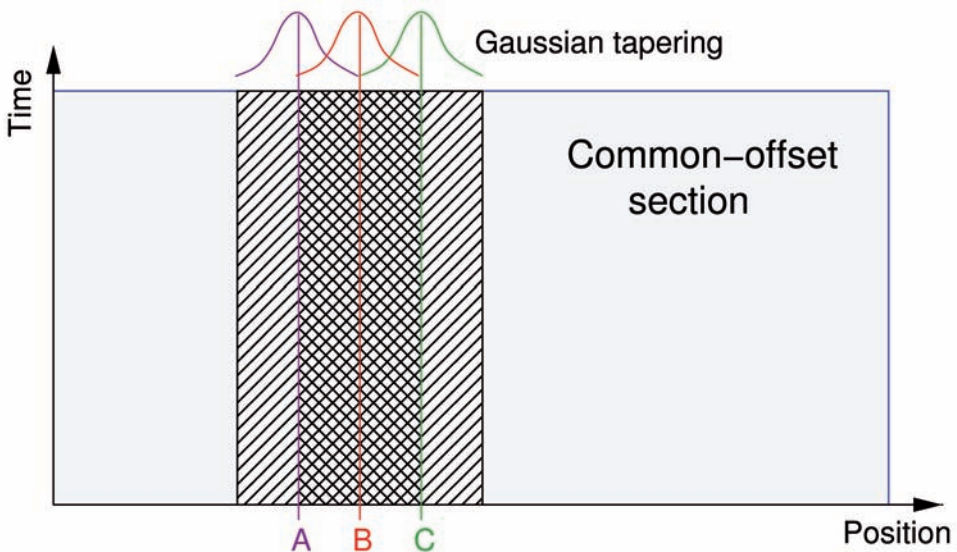 Gaussian tapering
Time
Common−offset
section
A B C
Position